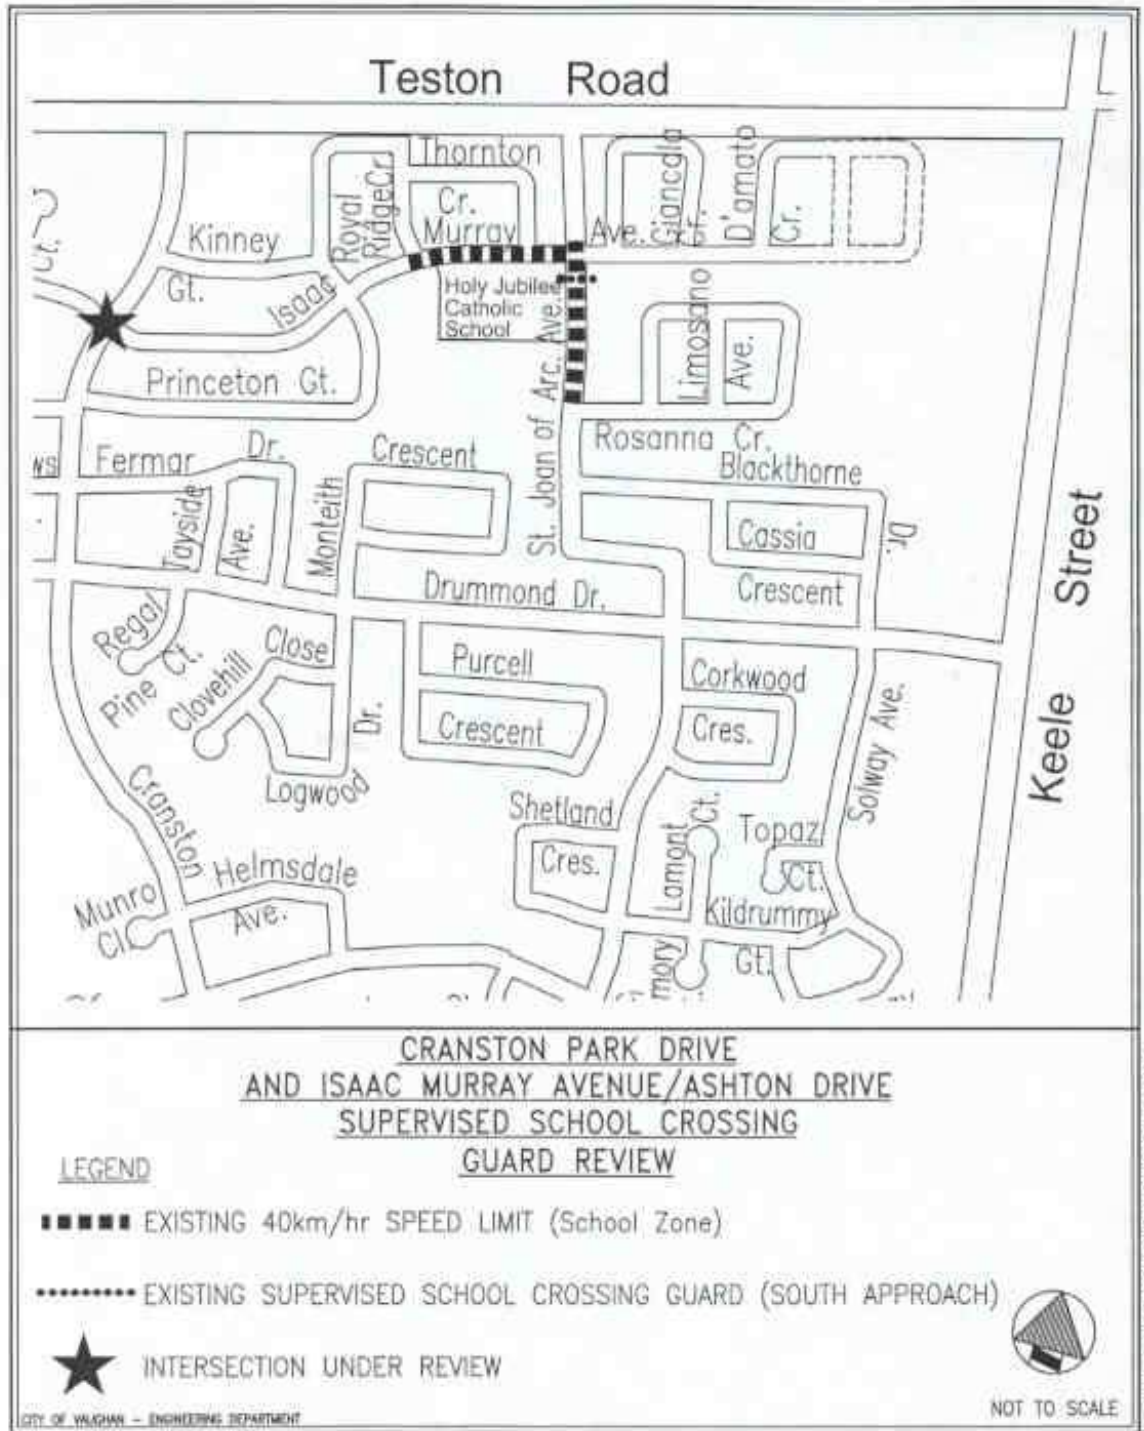 Teston Road
Thornton
Cr.
Royal
Ridge Cr.
Giancola
Cr.
D'amato
Cr.
Kinney
Gt.
Isaac
Murray
Ave.
Ct.
Holy Jubilee
Catholic
School
Limosano
Ave.
Princeton Gt.
St. Joan of Arc. Ave.
Rosanna Cr.
Fermar
Dr.
Crescent
Blackthorne
Dr.
Tayside
Ave.
Monteith
Cassia
Crescent
Drummond Dr.
Keele Street
Regal
Pine Ct.
Clovehill
Close
Purcell
Crescent
Corkwood
Cres.
Dr.
Logwood
Solway Ave.
Cranston
Shetland
Cres.
Lamont
Ct.
Topaz
Ct.
Helmsdale
Ave.
Munro
Cl.
Kildrummy
Gt.
mory
CRANSTON PARK DRIVE
AND ISAAC MURRAY AVENUE/ASHTON DRIVE
SUPERVISED SCHOOL CROSSING
GUARD REVIEW
LEGEND
EXISTING 40km/hr SPEED LIMIT (School Zone)
EXISTING SUPERVISED SCHOOL CROSSING GUARD (SOUTH APPROACH)
INTERSECTION UNDER REVIEW
NOT TO SCALE
CITY OF VAUGHAN - ENGINEERING DEPARTMENT